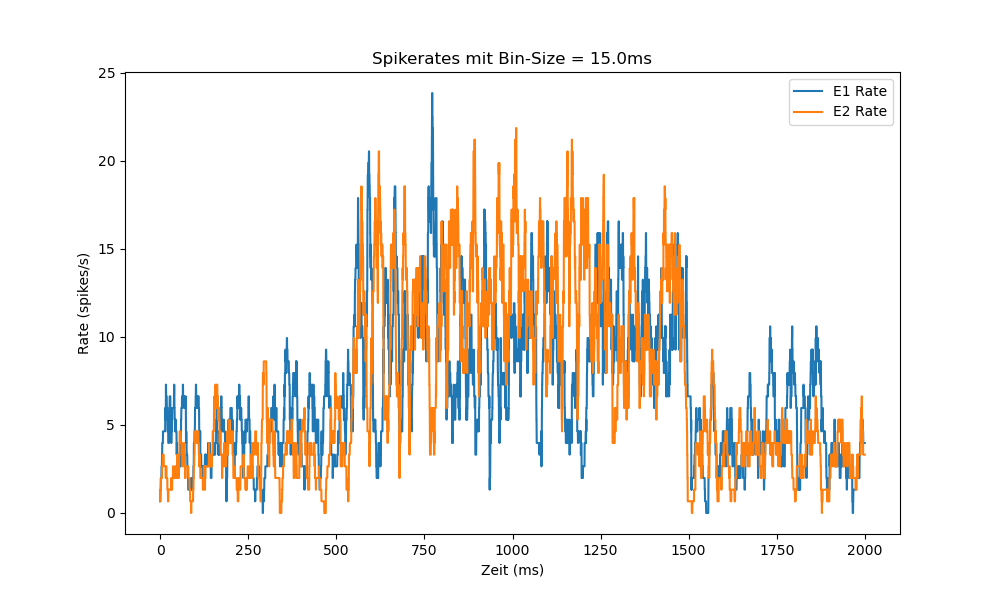 Spikerates mit Bin-Size = 15.0ms
E1 Rate
E2 Rate
25
20
15
10
5
0
Rate (spikes/s)
0 250 500 750 1000 1250 1500 1750 2000
Zeit (ms)